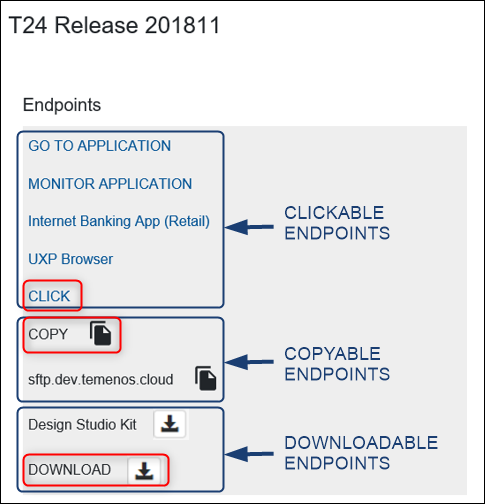 T24 Release 201811
Endpoints
GO TO APPLICATION
MONITOR APPLICATION
Internet Banking App (Retail)
UXP Browser
CLICK
CLICKABLE
ENDPOINTS
COPY
sftp.dev.temenos.cloud
COPYABLE
ENDPOINTS
Design Studio Kit
DOWNLOAD
DOWNLOADABLE
ENDPOINTS